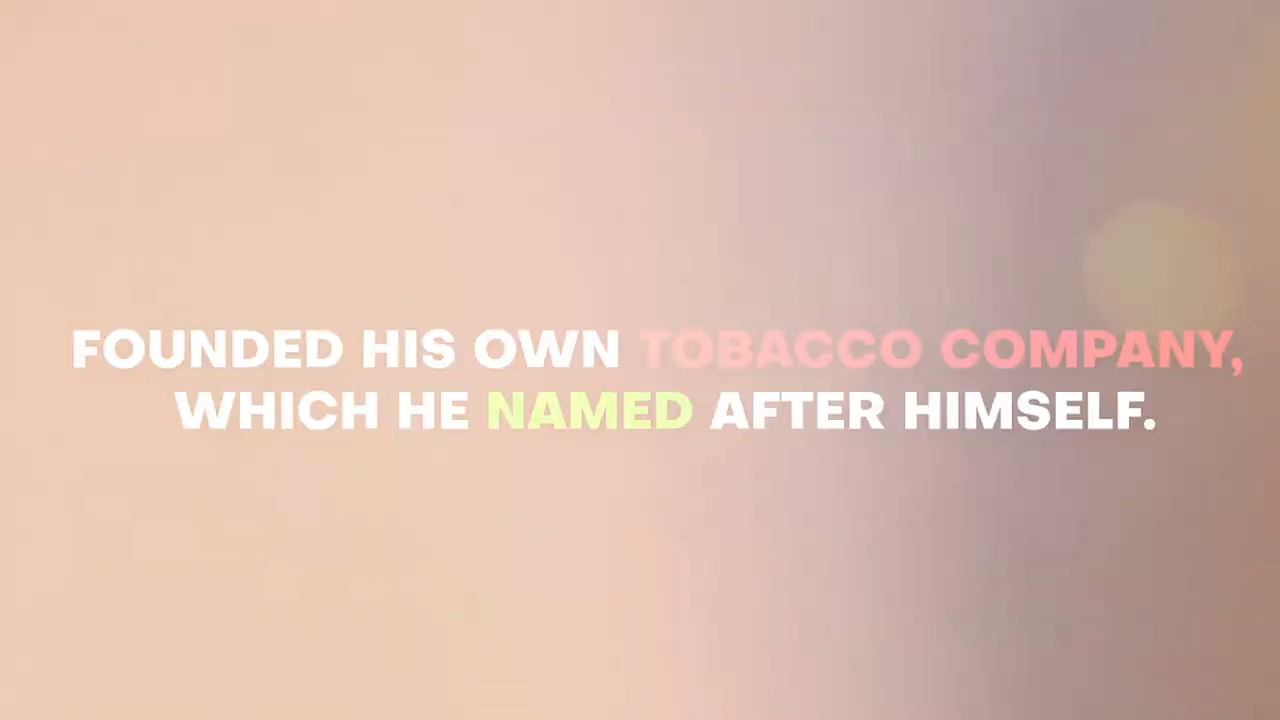 FOUNDED HIS OWN TOBACCO COMPANY,
WHICH HE NAMED AFTER HIMSELF.